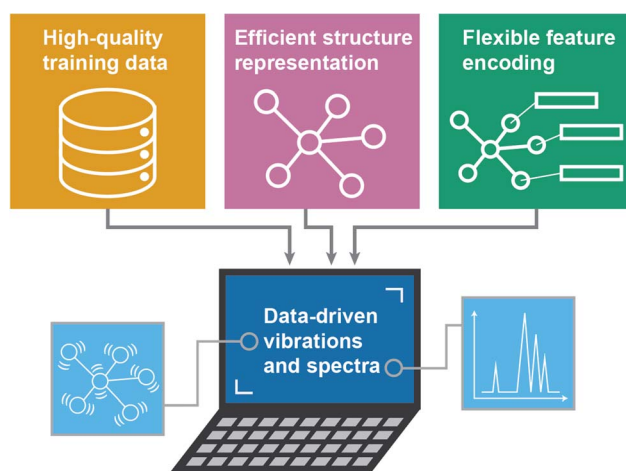 High-quality
training data
Efficient structure
representation
Flexible feature
encoding
Data-driven
vibrations
and spectra